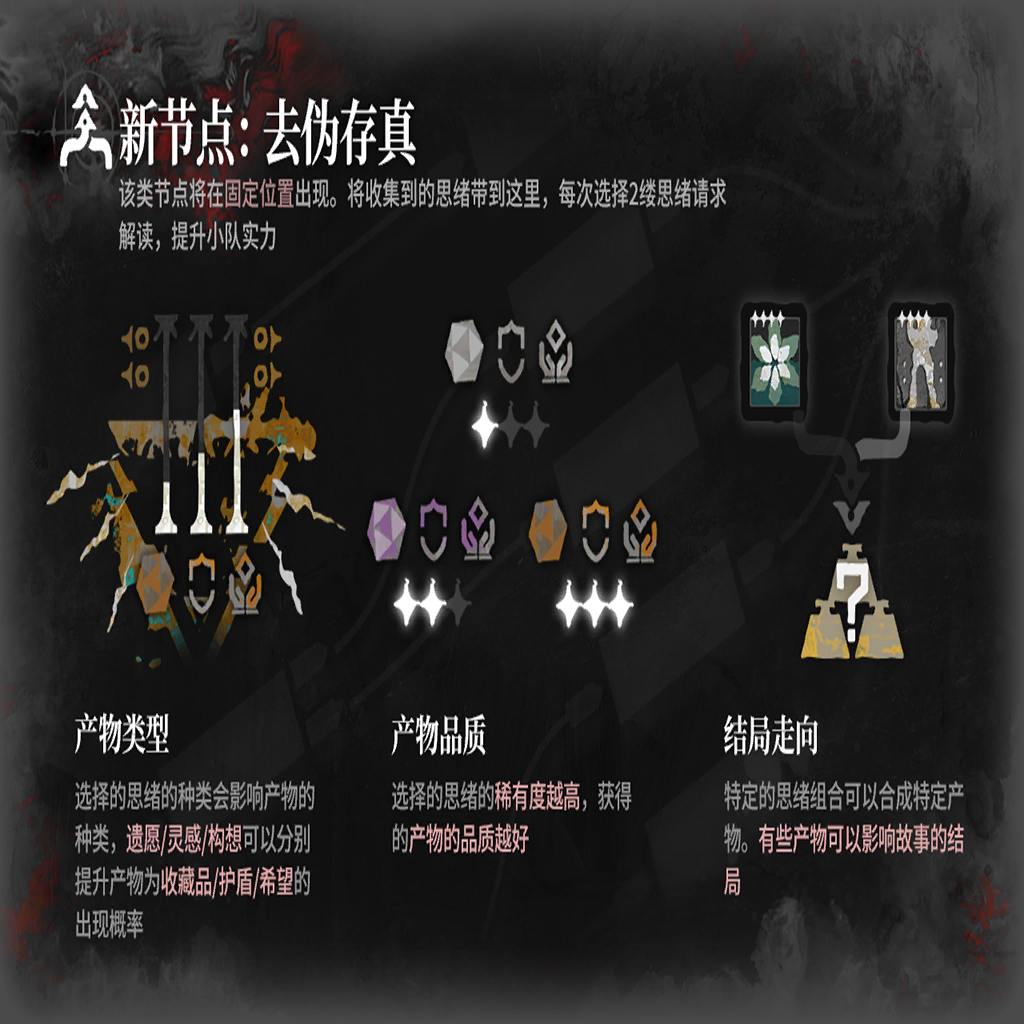 新节点：去伪存真
该类节点将在固定位置出现。将收集到的思绪带到这里，每次选择2缕思绪请求
解读，提升小队实力
?
产物类型
选择的思绪的种类会影响产物的
种类，遗愿/灵感/构想可以分别
提升产物为收藏品/护盾/希望的
出现概率
产物品质
选择的思绪的稀有度越高，获得
的产物的品质越好
结局走向
特定的思绪组合可以合成特定产
物。有些产物可以影响故事的结
局